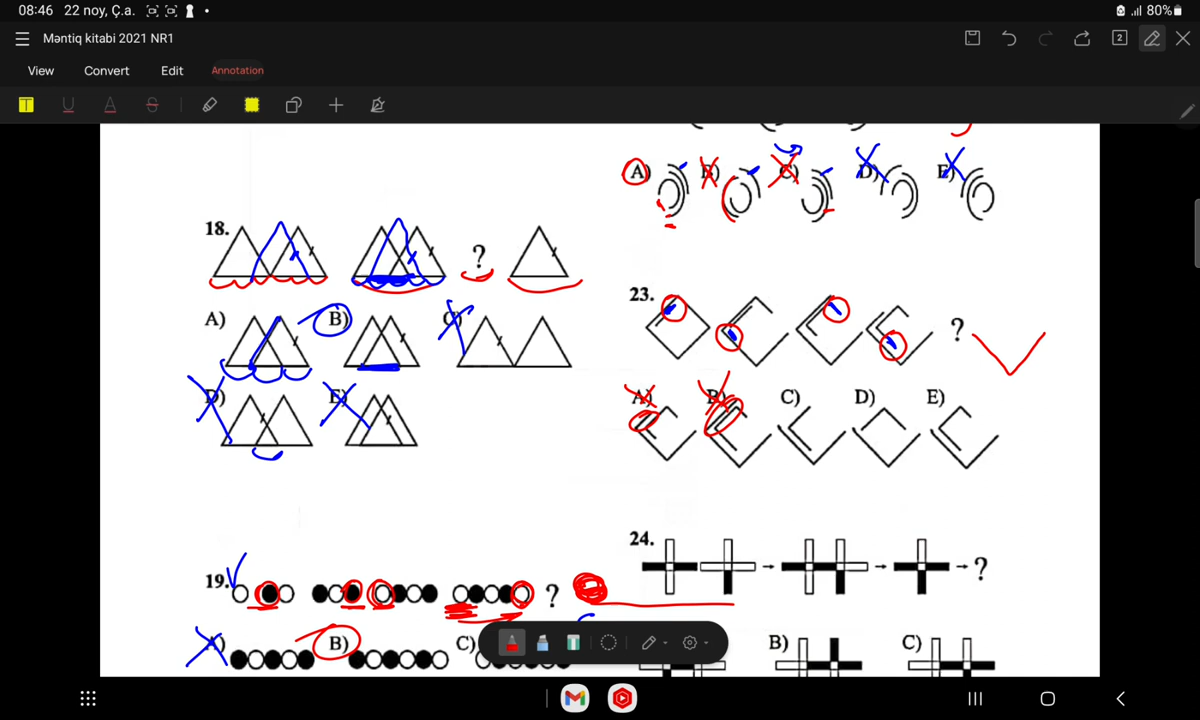 08:46 22 noy, Ç.a.
80%
Məntiq kitabi 2021 NR1
2
View Convert Edit Annotation
T U A S
A) B) C) D) E)
18.
?
A) B) C)
D) E)
23.
?
A) B) C) D) E)
19.
?
A) B) C)
24.
?
B) C)